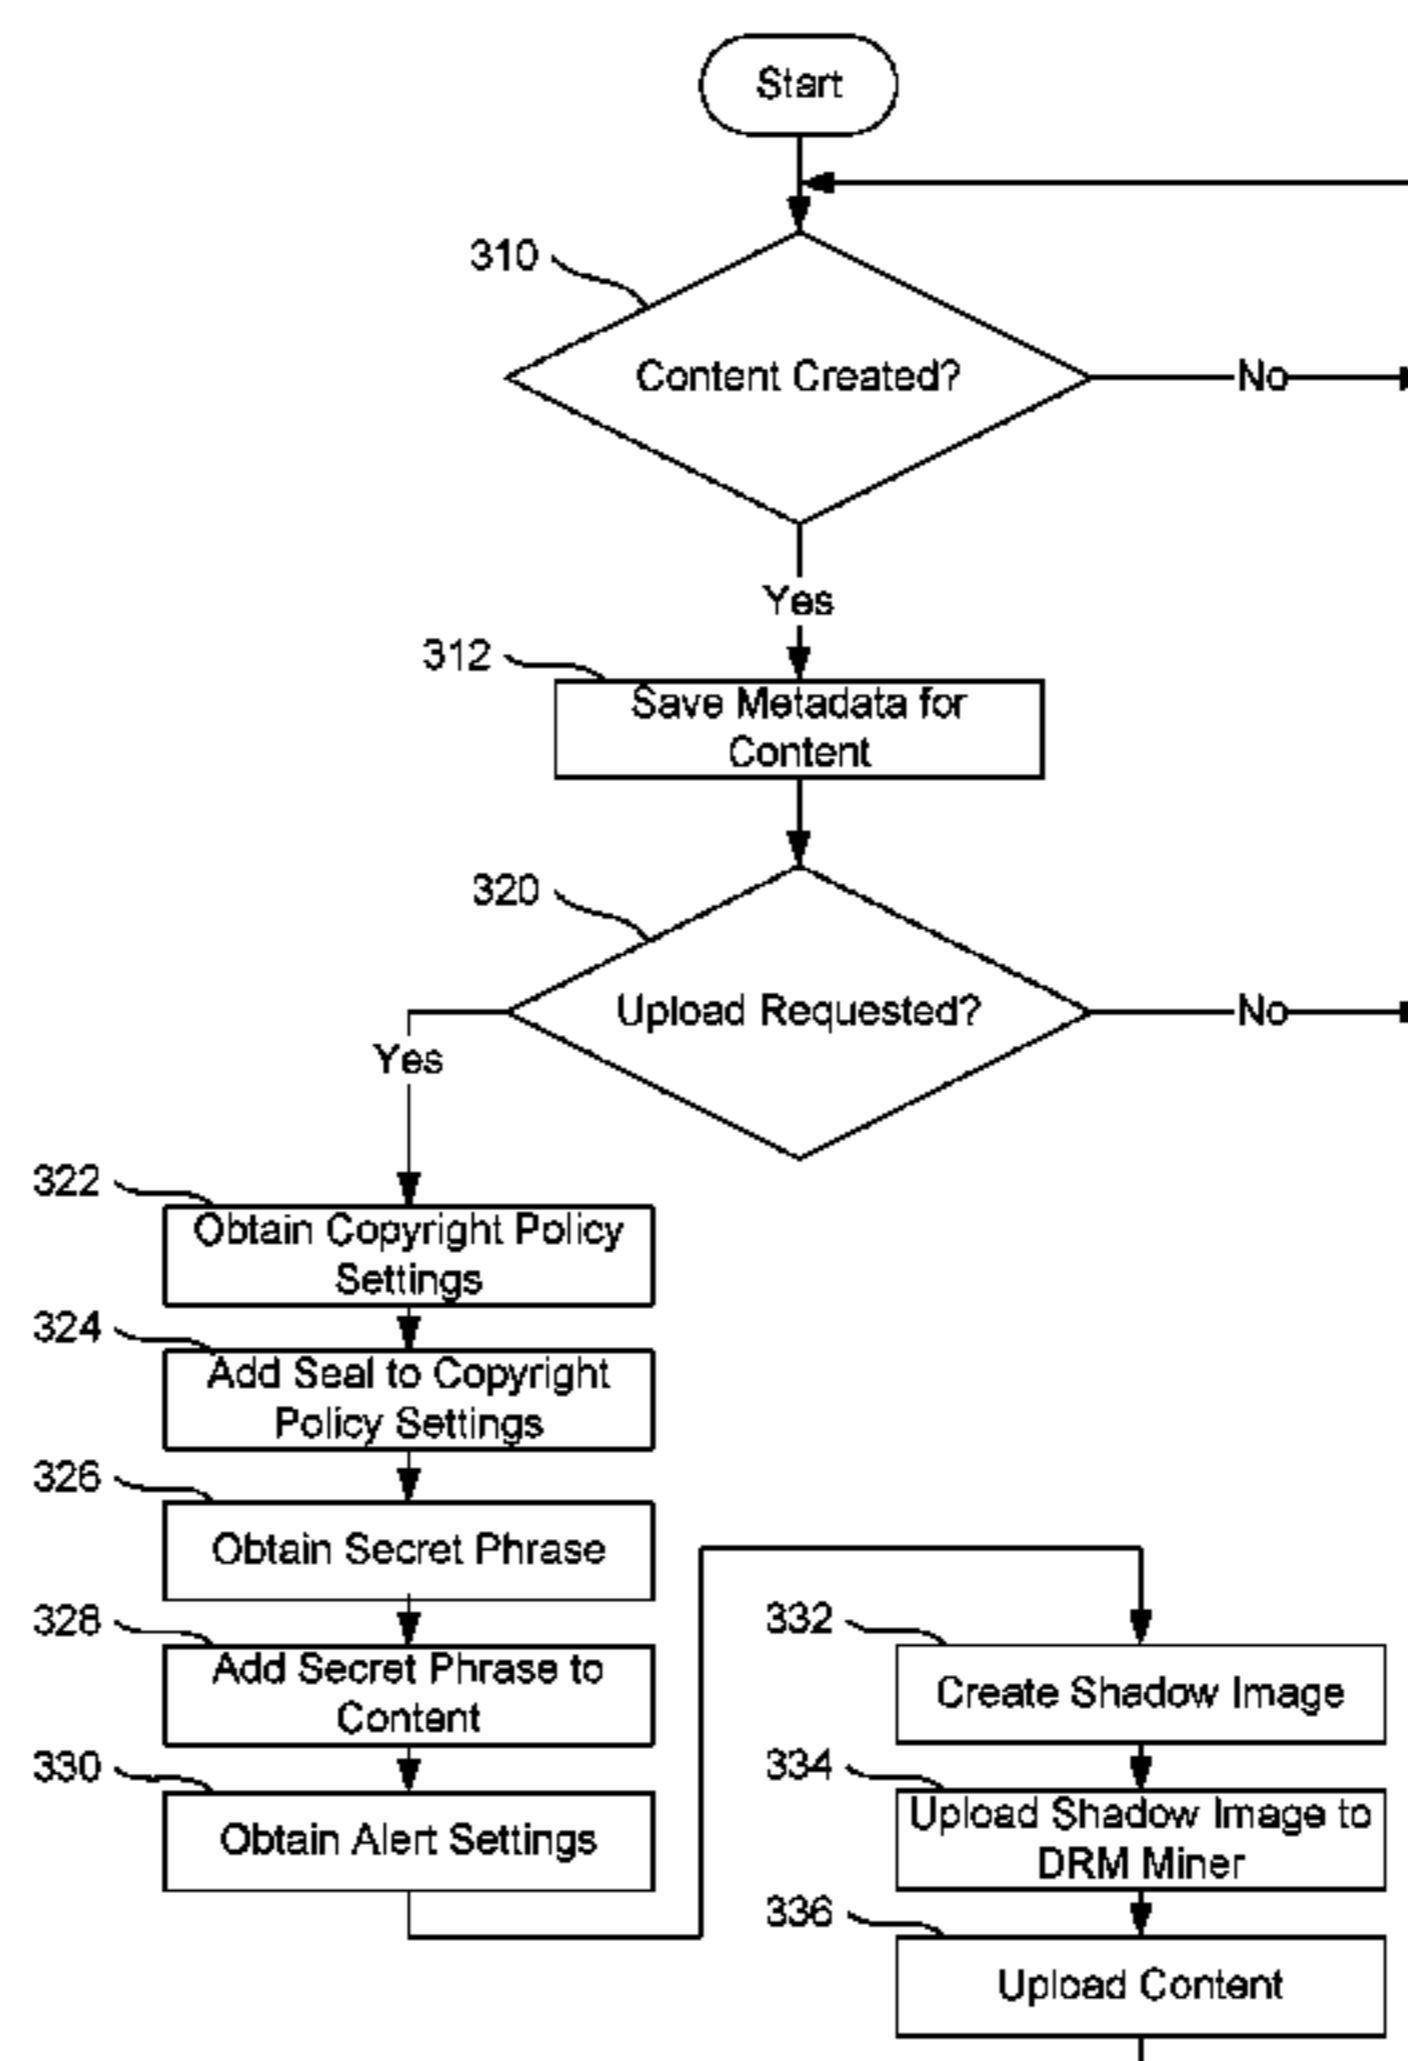 Start
310
Content Created?
No
Yes
312
Save Metadata for
Content
320
Upload Requested?
No
Yes
322
Obtain Copyright Policy
Settings
324
Add Seal to Copyright
Policy Settings
326
Obtain Secret Phrase
328
Add Secret Phrase to
Content
330
Obtain Alert Settings
332
Create Shadow Image
334
Upload Shadow Image to
DRM Miner
336
Upload Content